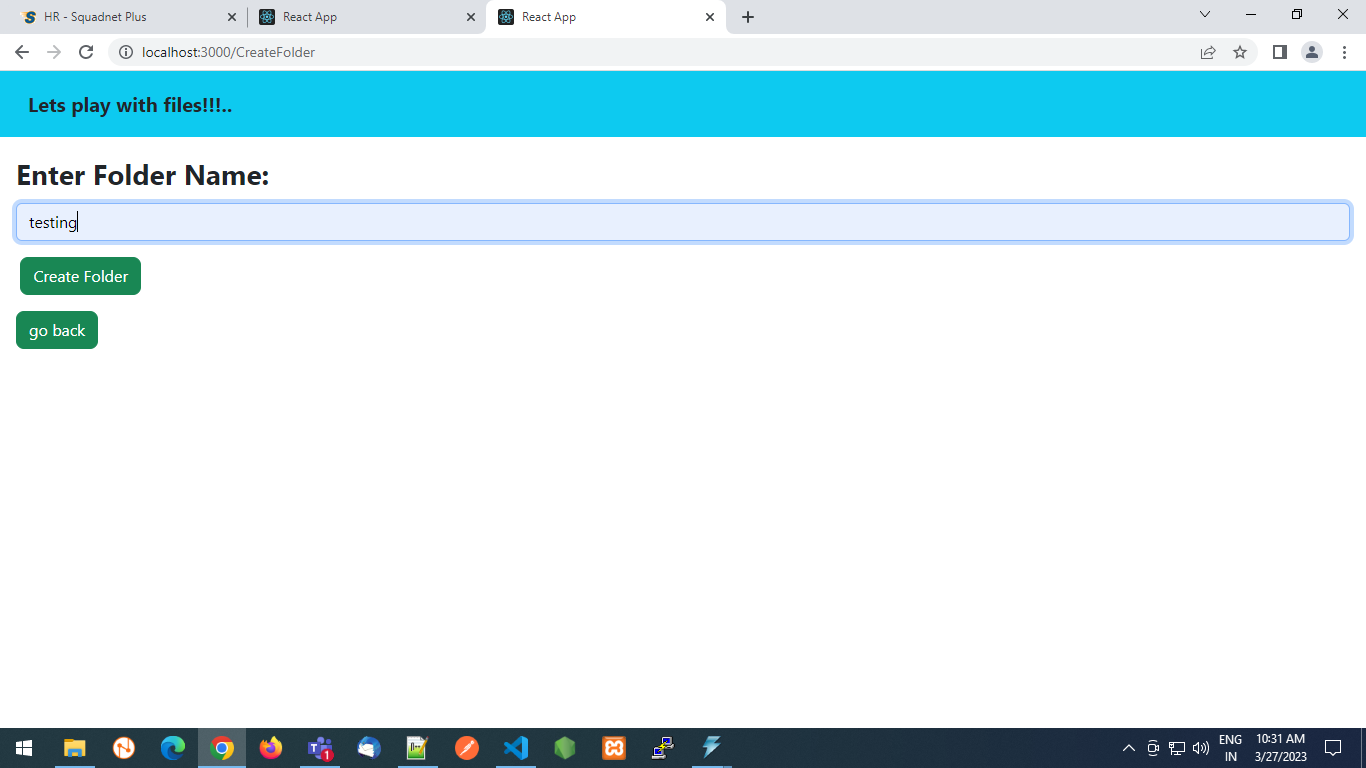 HR - Squadnet Plus
React App
React App
localhost:3000/CreateFolder
Lets play with files!!!..
Enter Folder Name:
testing
Create Folder
go back
1
ENG
IN
10:31 AM
3/27/2023